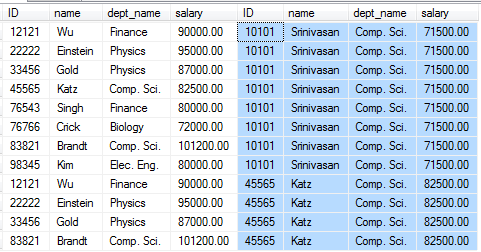 ID name dept_name salary ID name dept_name salary
12121 Wu Finance 90000.00 10101 Srinivasan Comp. Sci. 71500.00
22222 Einstein Physics 95000.00 10101 Srinivasan Comp. Sci. 71500.00
33456 Gold Physics 87000.00 10101 Srinivasan Comp. Sci. 71500.00
45565 Katz Comp. Sci. 82500.00 10101 Srinivasan Comp. Sci. 71500.00
76543 Singh Finance 80000.00 10101 Srinivasan Comp. Sci. 71500.00
76766 Crick Biology 72000.00 10101 Srinivasan Comp. Sci. 71500.00
83821 Brandt Comp. Sci. 101200.00 10101 Srinivasan Comp. Sci. 71500.00
98345 Kim Elec. Eng. 80000.00 10101 Srinivasan Comp. Sci. 71500.00
12121 Wu Finance 90000.00 45565 Katz Comp. Sci. 82500.00
22222 Einstein Physics 95000.00 45565 Katz Comp. Sci. 82500.00
33456 Gold Physics 87000.00 45565 Katz Comp. Sci. 82500.00
83821 Brandt Comp. Sci. 101200.00 45565 Katz Comp. Sci. 82500.00